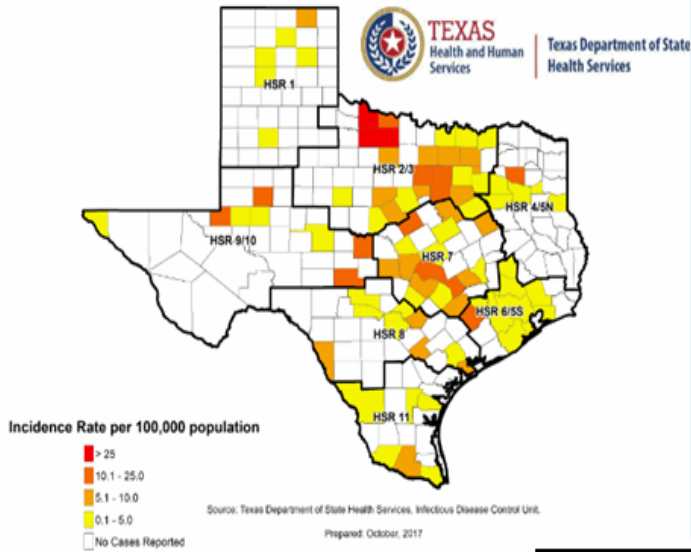 TEXAS
Health and Human
Services
Texas Department of State
Health Services
HSR 1
HSR 2/3
HSR 4/5N
HSR 9/10
HSR 7
HSR 6/5S
HSR 8
HSR 11
Incidence Rate per 100,000 population
> 25
10.1 - 25.0
5.1 - 10.0
0.1 - 5.0
No Cases Reported
Source: Texas Department of State Health Services, Infectious Disease Control Unit.
Prepared: October, 2017